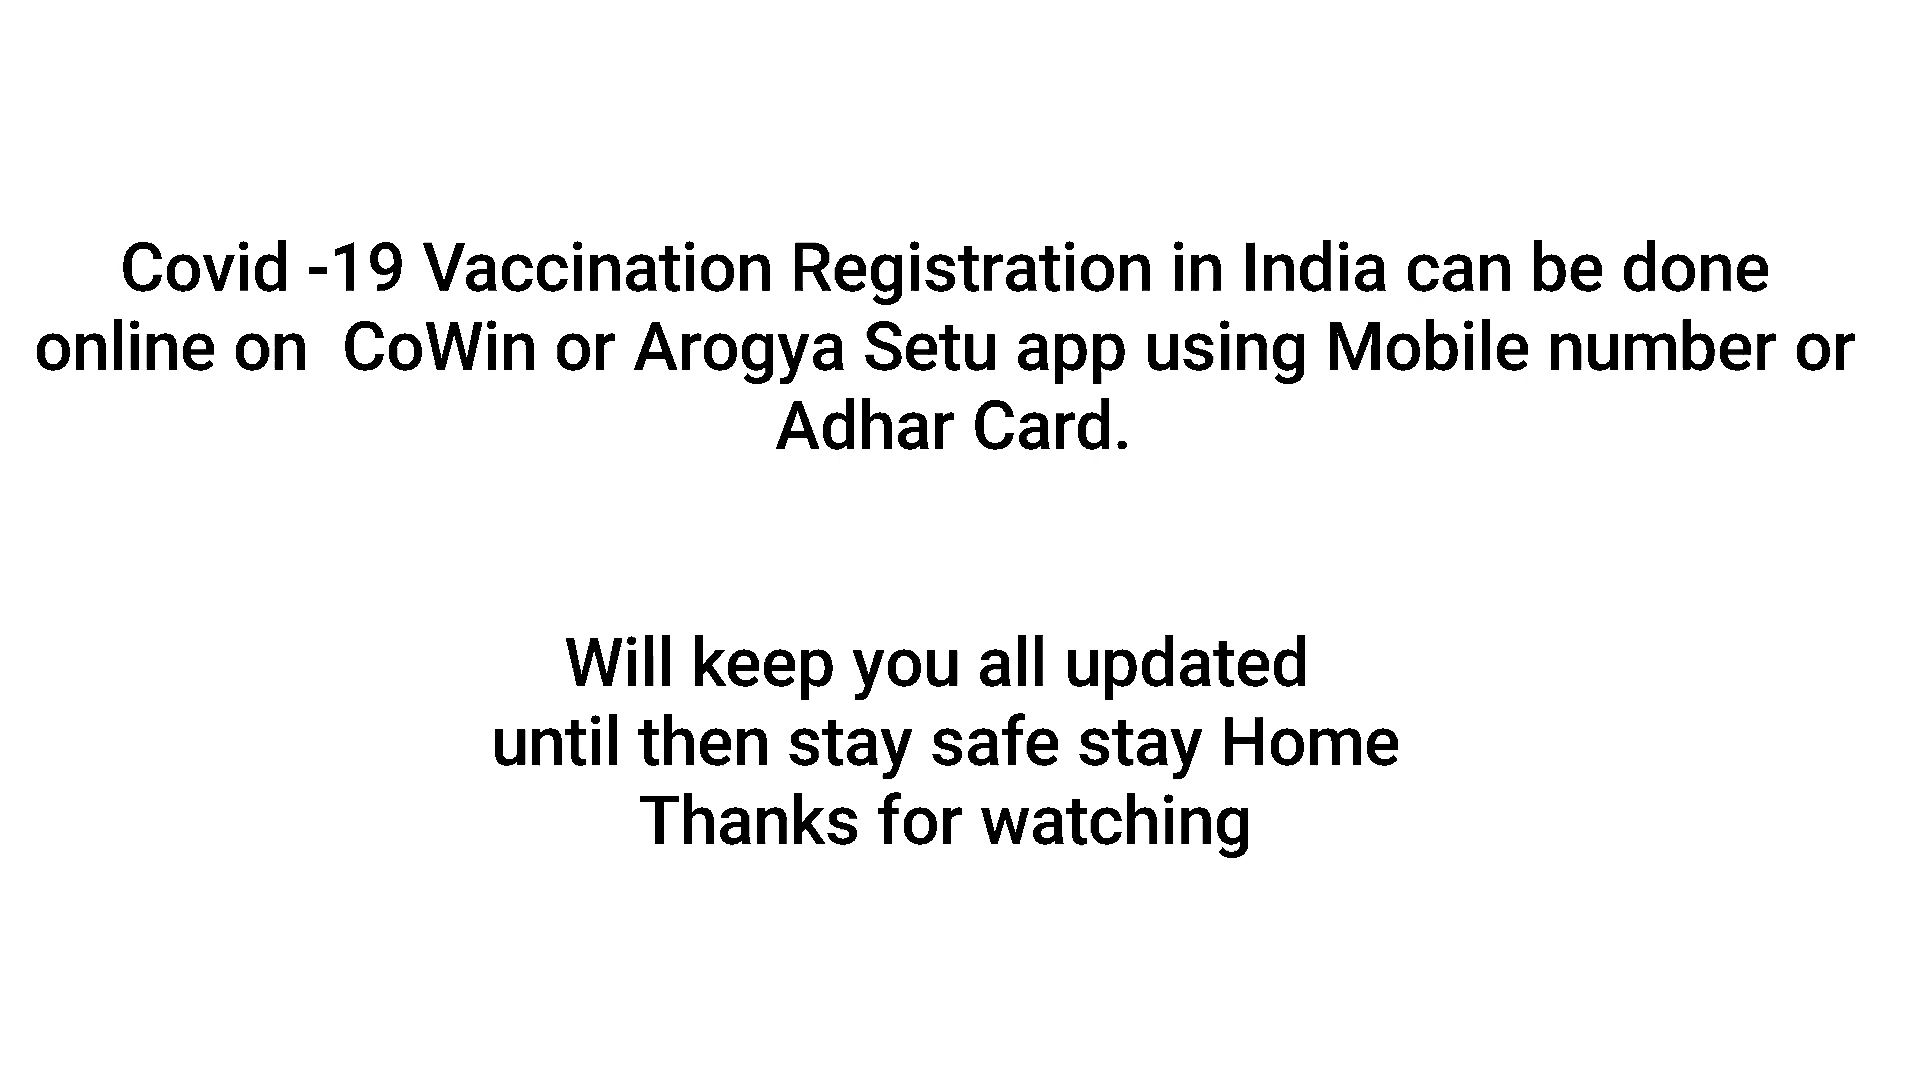 Covid -19 Vaccination Registration in India can be done
online on  CoWin or Arogya Setu app using Mobile number or
Adhar Card.
Will keep you all updated
until then stay safe stay Home
Thanks for watching